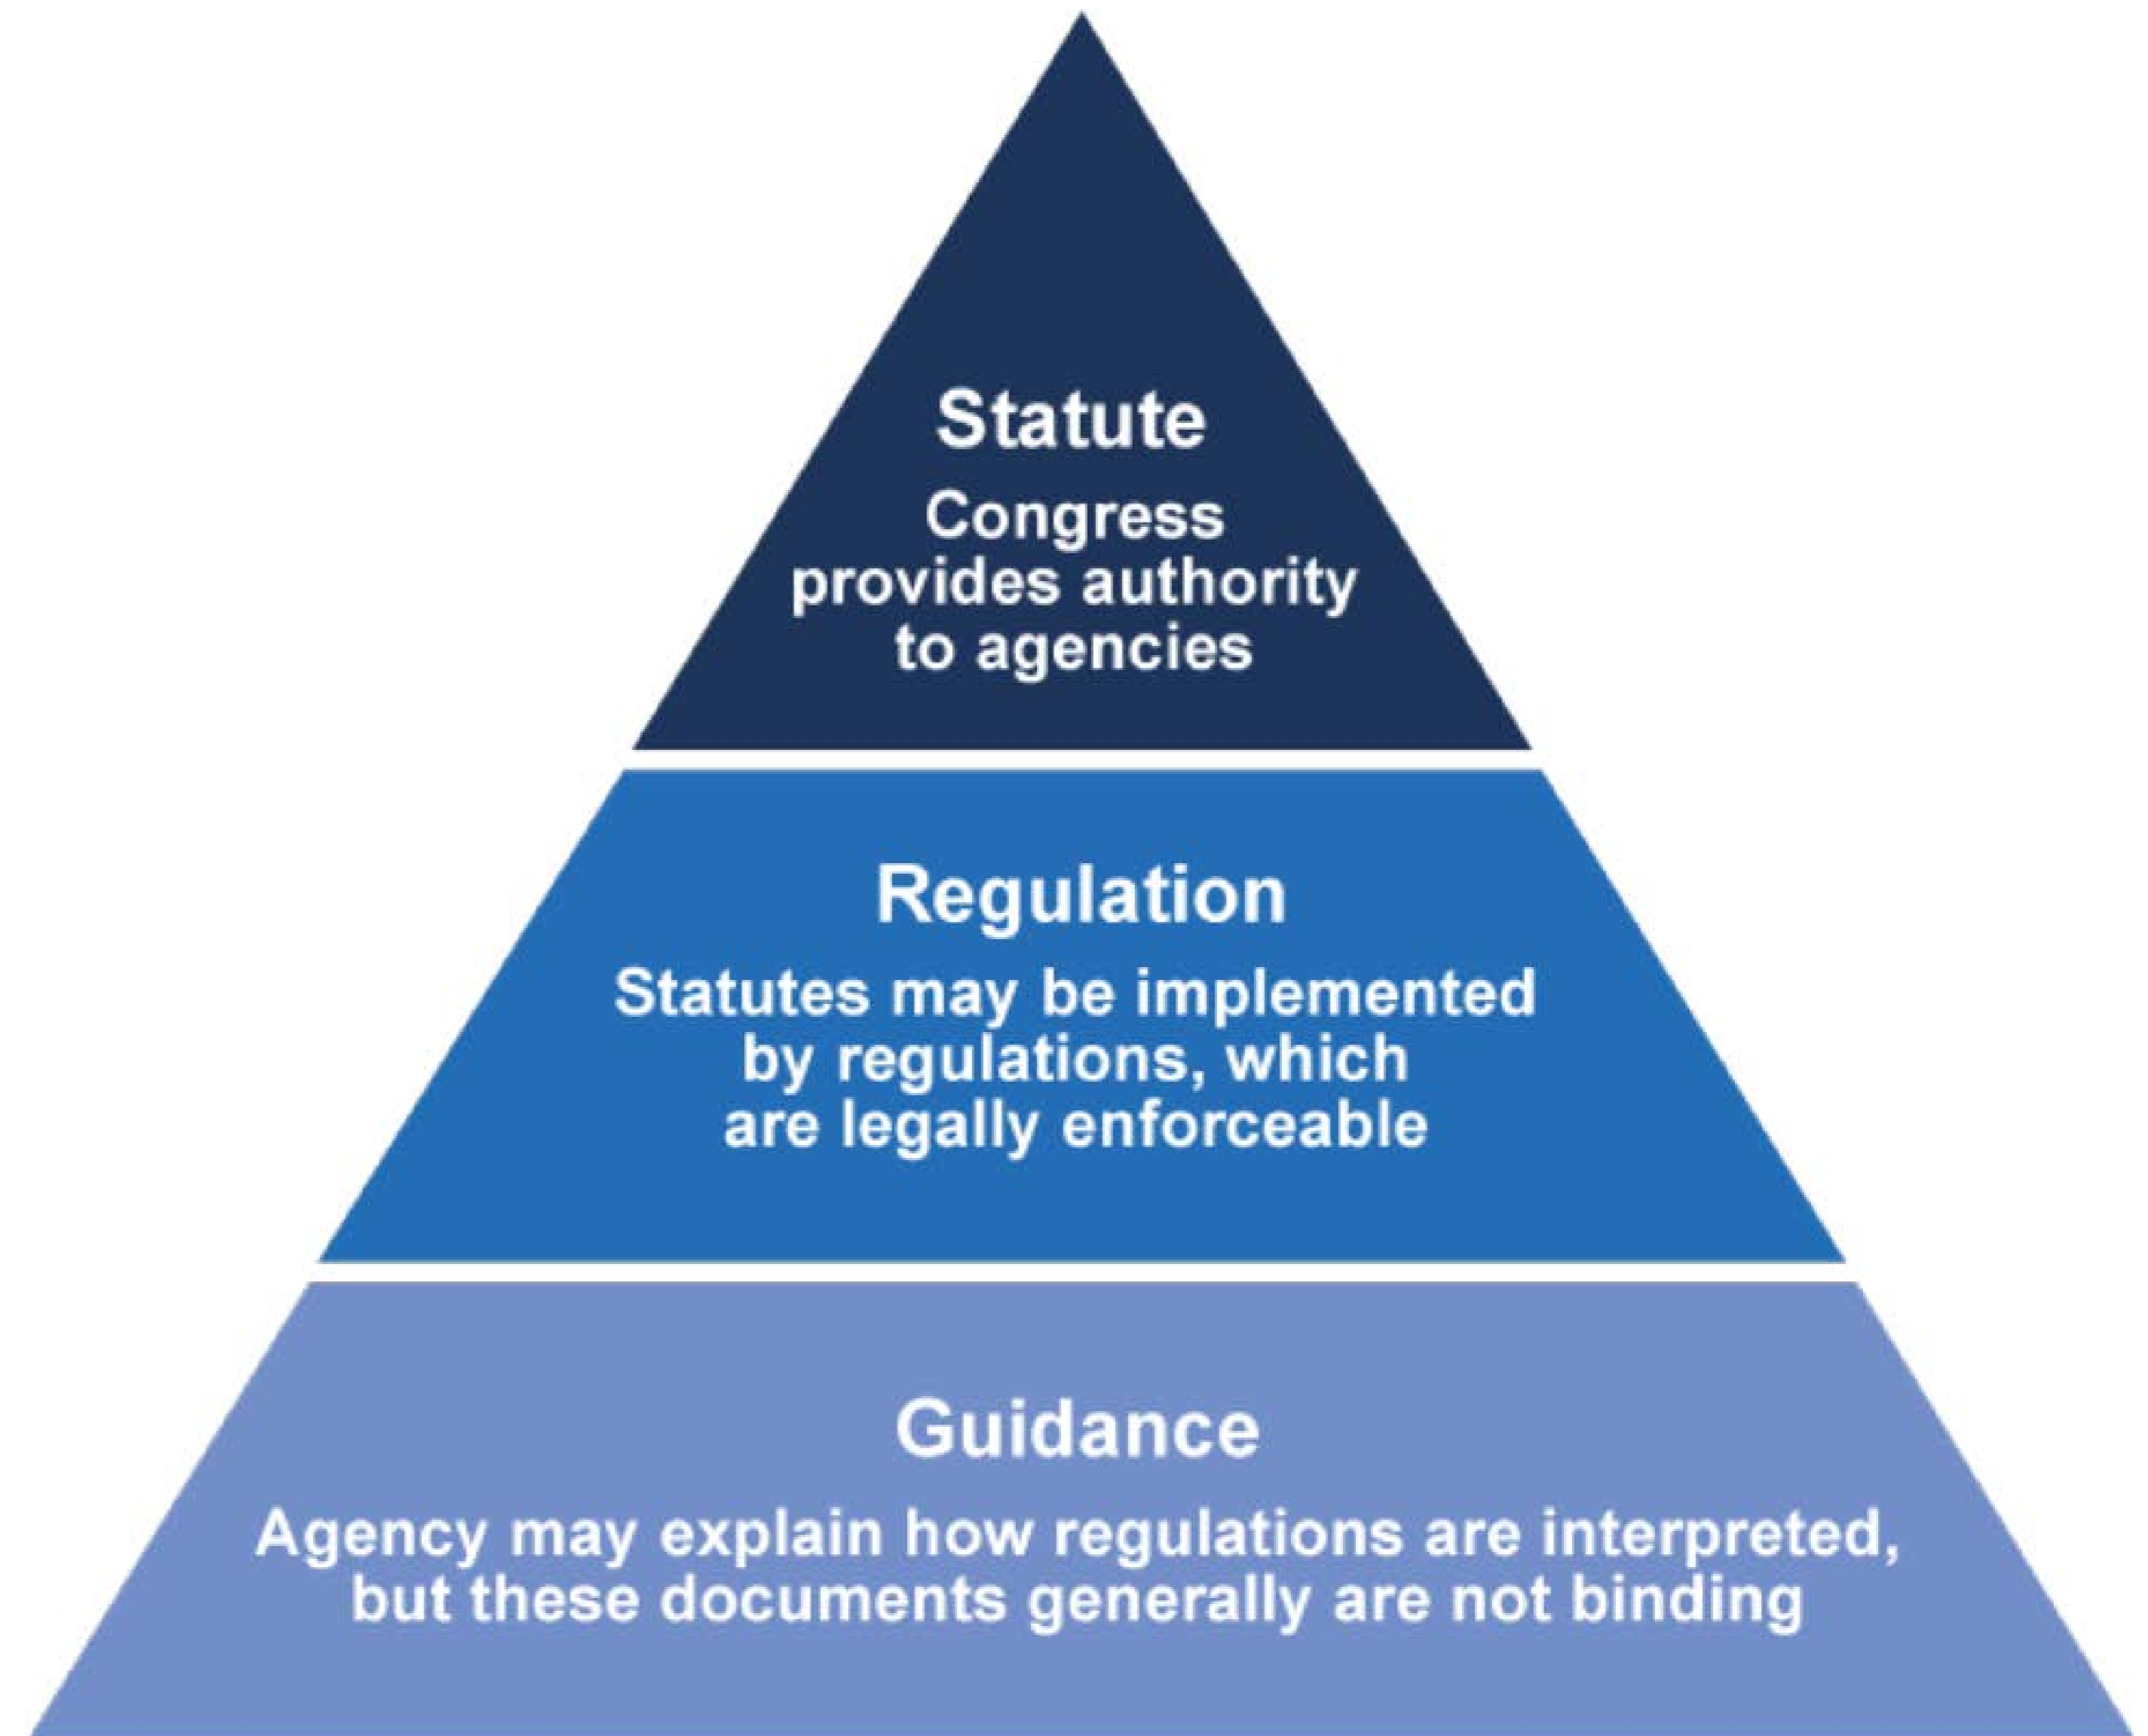 Statute
Congress
provides authority
to agencies
Regulation
Statutes may be implemented
by regulations, which
are legally enforceable
Guidance
Agency may explain how regulations are interpreted,
but these documents generally are not binding